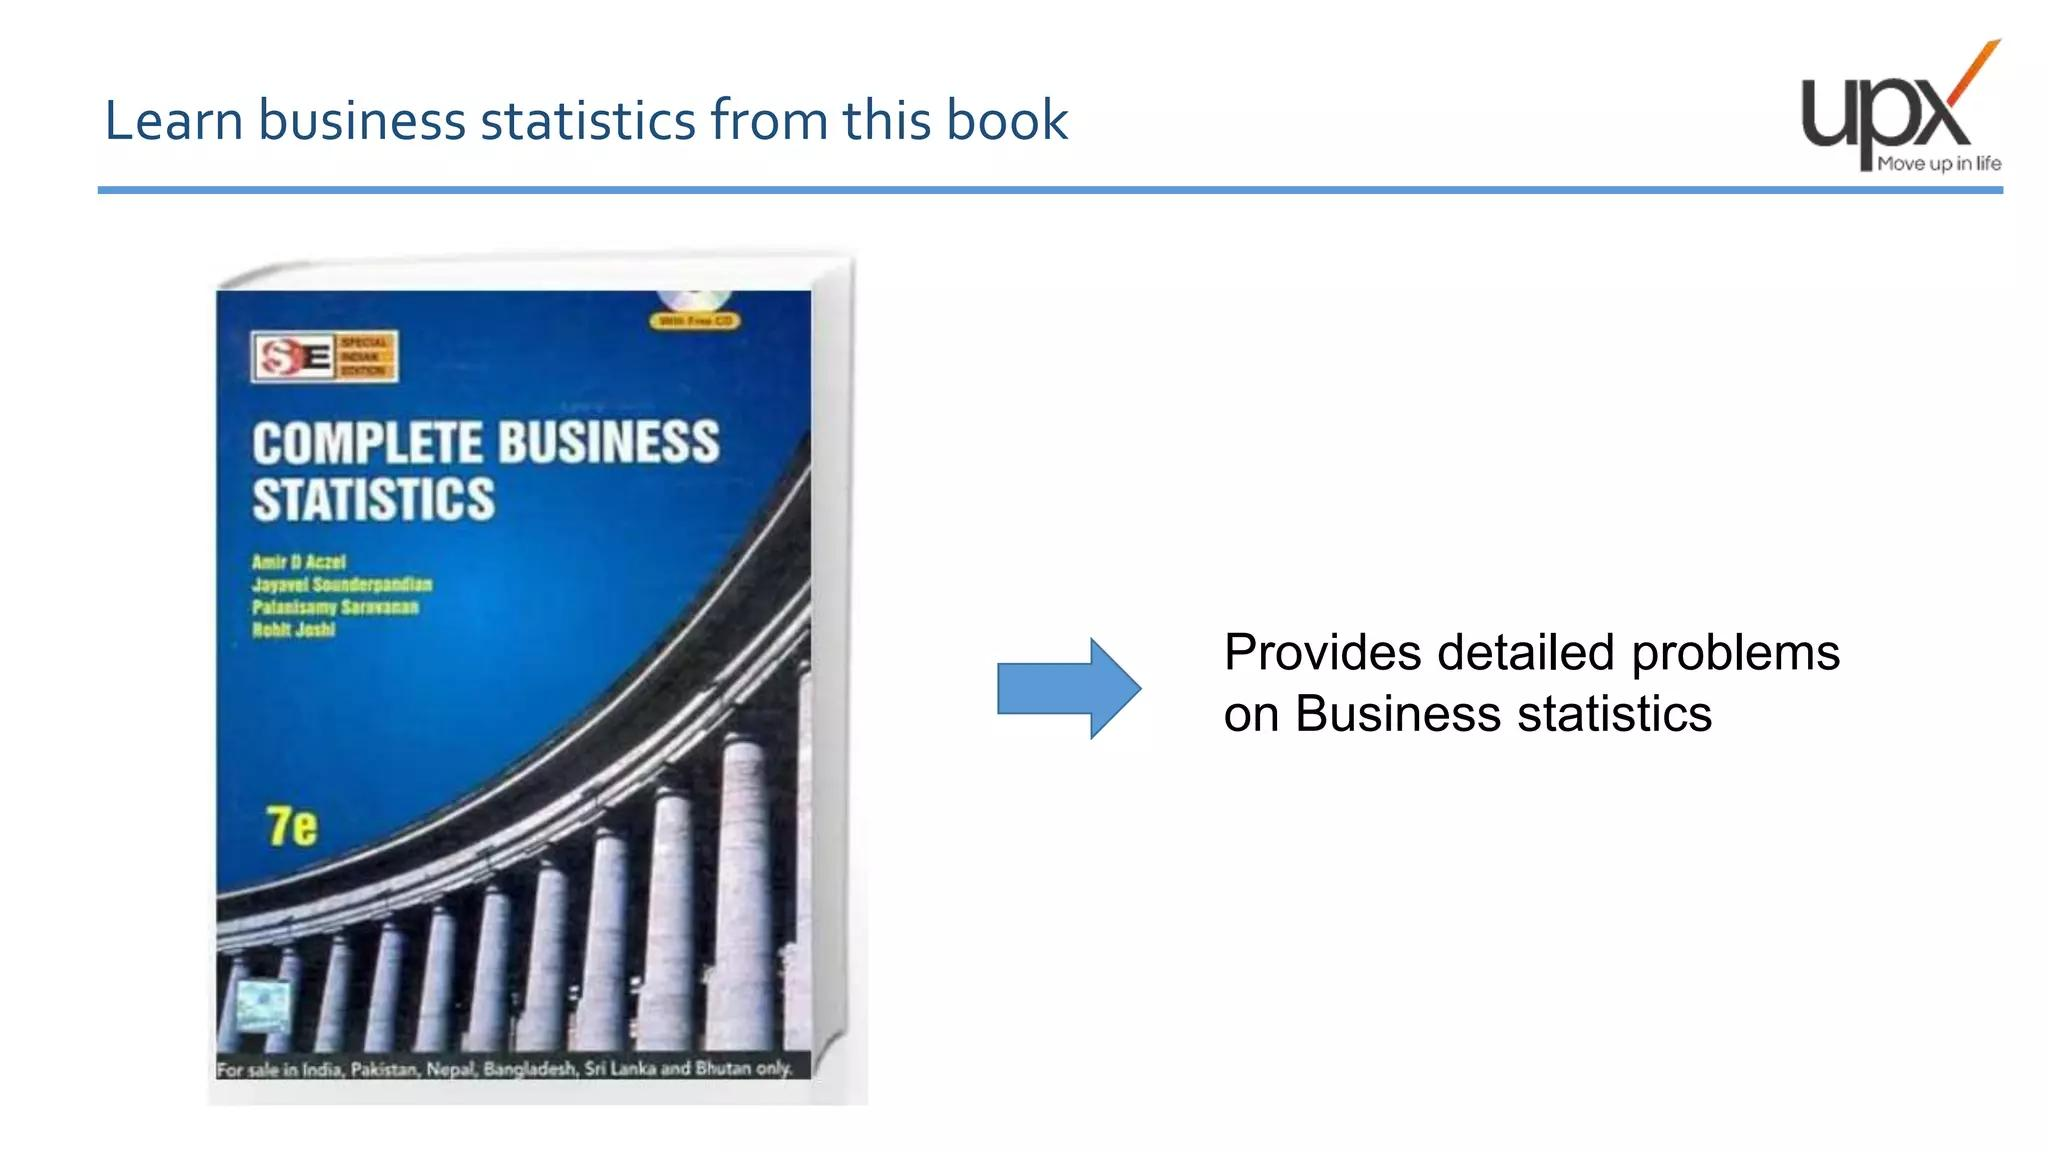 Learn business statistics from this book
upx
Move up in life
With Free CD
SE
SPECIAL
INDIAN
EDITION
COMPLETE BUSINESS
STATISTICS
Amir D Aczel
Jayavel Sounderpandian
Palanisamy Saravanan
Rohit Joshi
7e
For sale in India, Pakistan, Nepal, Bangladesh, Sri Lanka and Bhutan only.
Provides detailed problems
on Business statistics